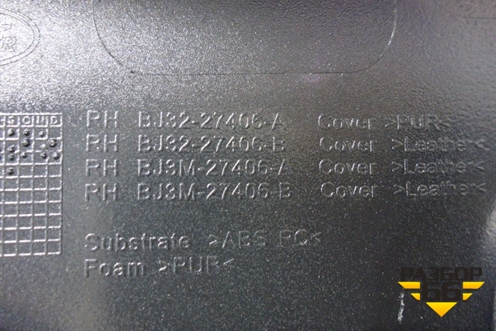 RH BJ32-27406-A Cover >PUR<
RH BJ32-27406-B Cover >Leather<
RH BJ3M-27406-A Cover >Leather<
RH BJ3M-27406-B Cover >Leather<
Substrate >ABS PC<
Foam >PUR<
РАЗБОР
66